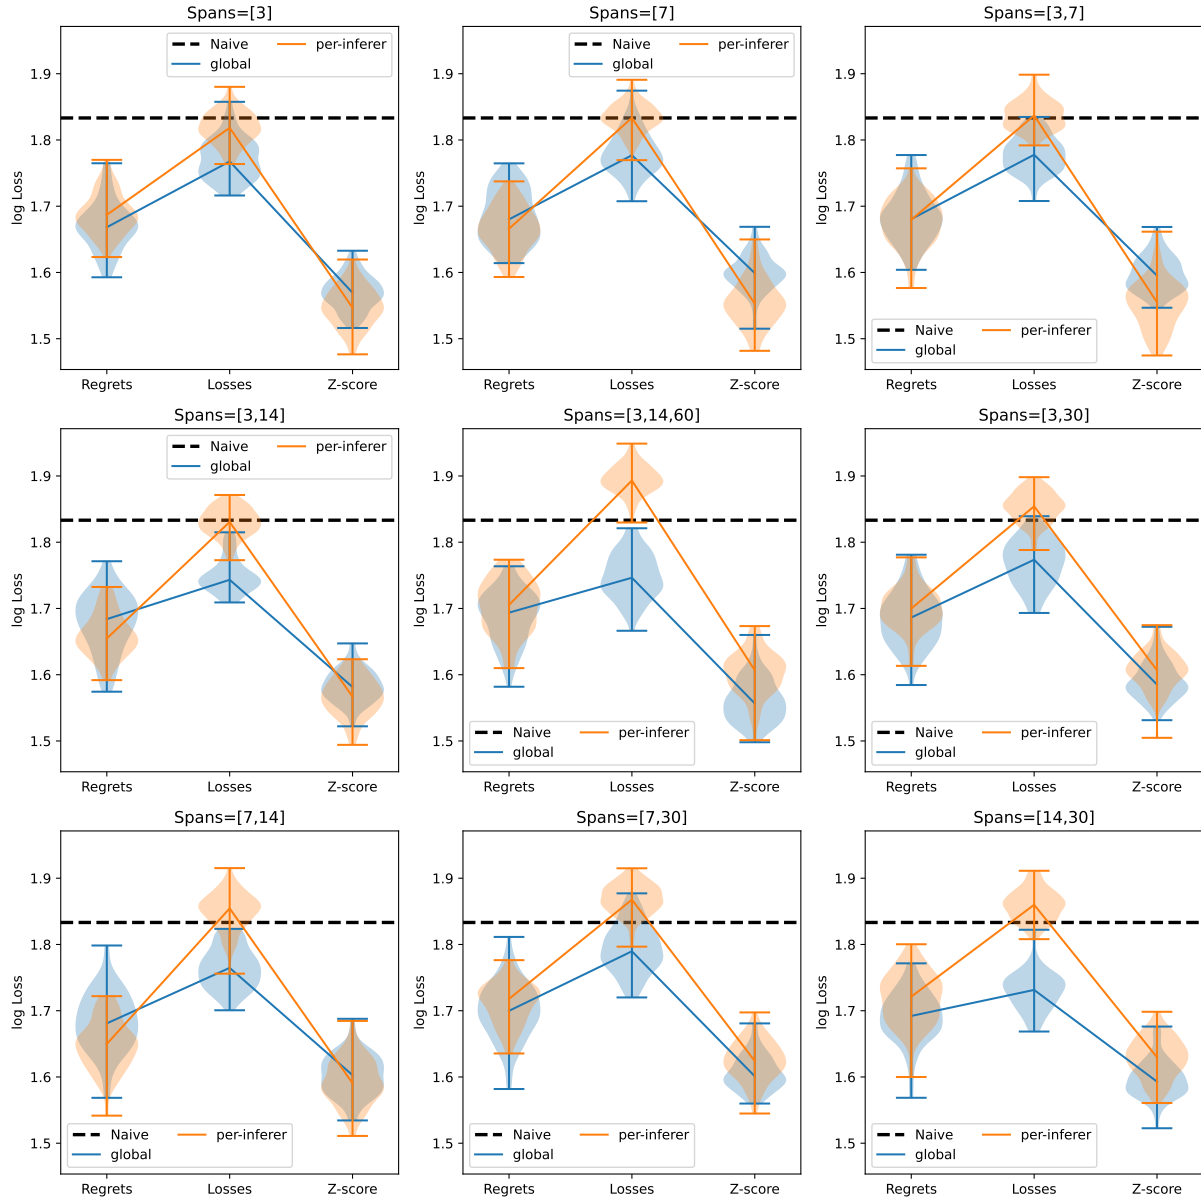 Spans=[3]
Naive
global
per-inferer
log Loss
1.9
1.8
1.7
1.6
1.5
Regrets
Losses
Z-score
Spans=[7]
Naive
global
per-inferer
log Loss
1.9
1.8
1.7
1.6
1.5
Regrets
Losses
Z-score
Spans=[3,7]
Naive
global
per-inferer
log Loss
1.9
1.8
1.7
1.6
1.5
Regrets
Losses
Z-score
Spans=[3,14]
Naive
global
per-inferer
log Loss
1.9
1.8
1.7
1.6
1.5
Regrets
Losses
Z-score
Spans=[3,14,60]
Naive
global
per-inferer
log Loss
1.9
1.8
1.7
1.6
1.5
Regrets
Losses
Z-score
Spans=[3,30]
Naive
global
per-inferer
log Loss
1.9
1.8
1.7
1.6
1.5
Regrets
Losses
Z-score
Spans=[7,14]
Naive
global
per-inferer
log Loss
1.9
1.8
1.7
1.6
1.5
Regrets
Losses
Z-score
Spans=[7,30]
Naive
global
per-inferer
log Loss
1.9
1.8
1.7
1.6
1.5
Regrets
Losses
Z-score
Spans=[14,30]
Naive
global
per-inferer
log Loss
1.9
1.8
1.7
1.6
1.5
Regrets
Losses
Z-score